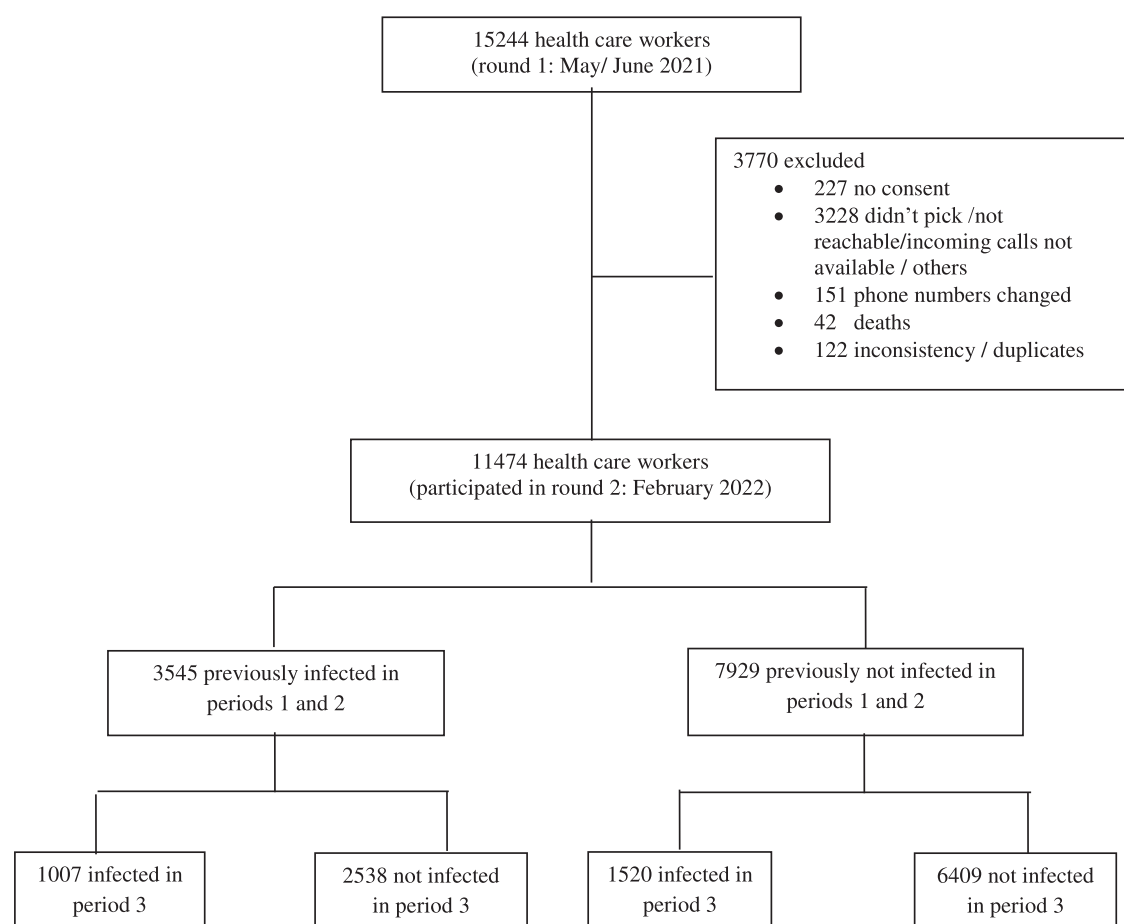 15244 health care workers
(round 1: May/ June 2021)
3770 excluded
• 227 no consent
• 3228 didn't pick /not
reachable/incoming calls not
available / others
• 151 phone numbers changed
• 42 deaths
• 122 inconsistency / duplicates
11474 health care workers
(participated in round 2: February 2022)
3545 previously infected in
periods 1 and 2
7929 previously not infected in
periods 1 and 2
1007 infected in
period 3
2538 not infected
in period 3
1520 infected in
period 3
6409 not infected
in period 3